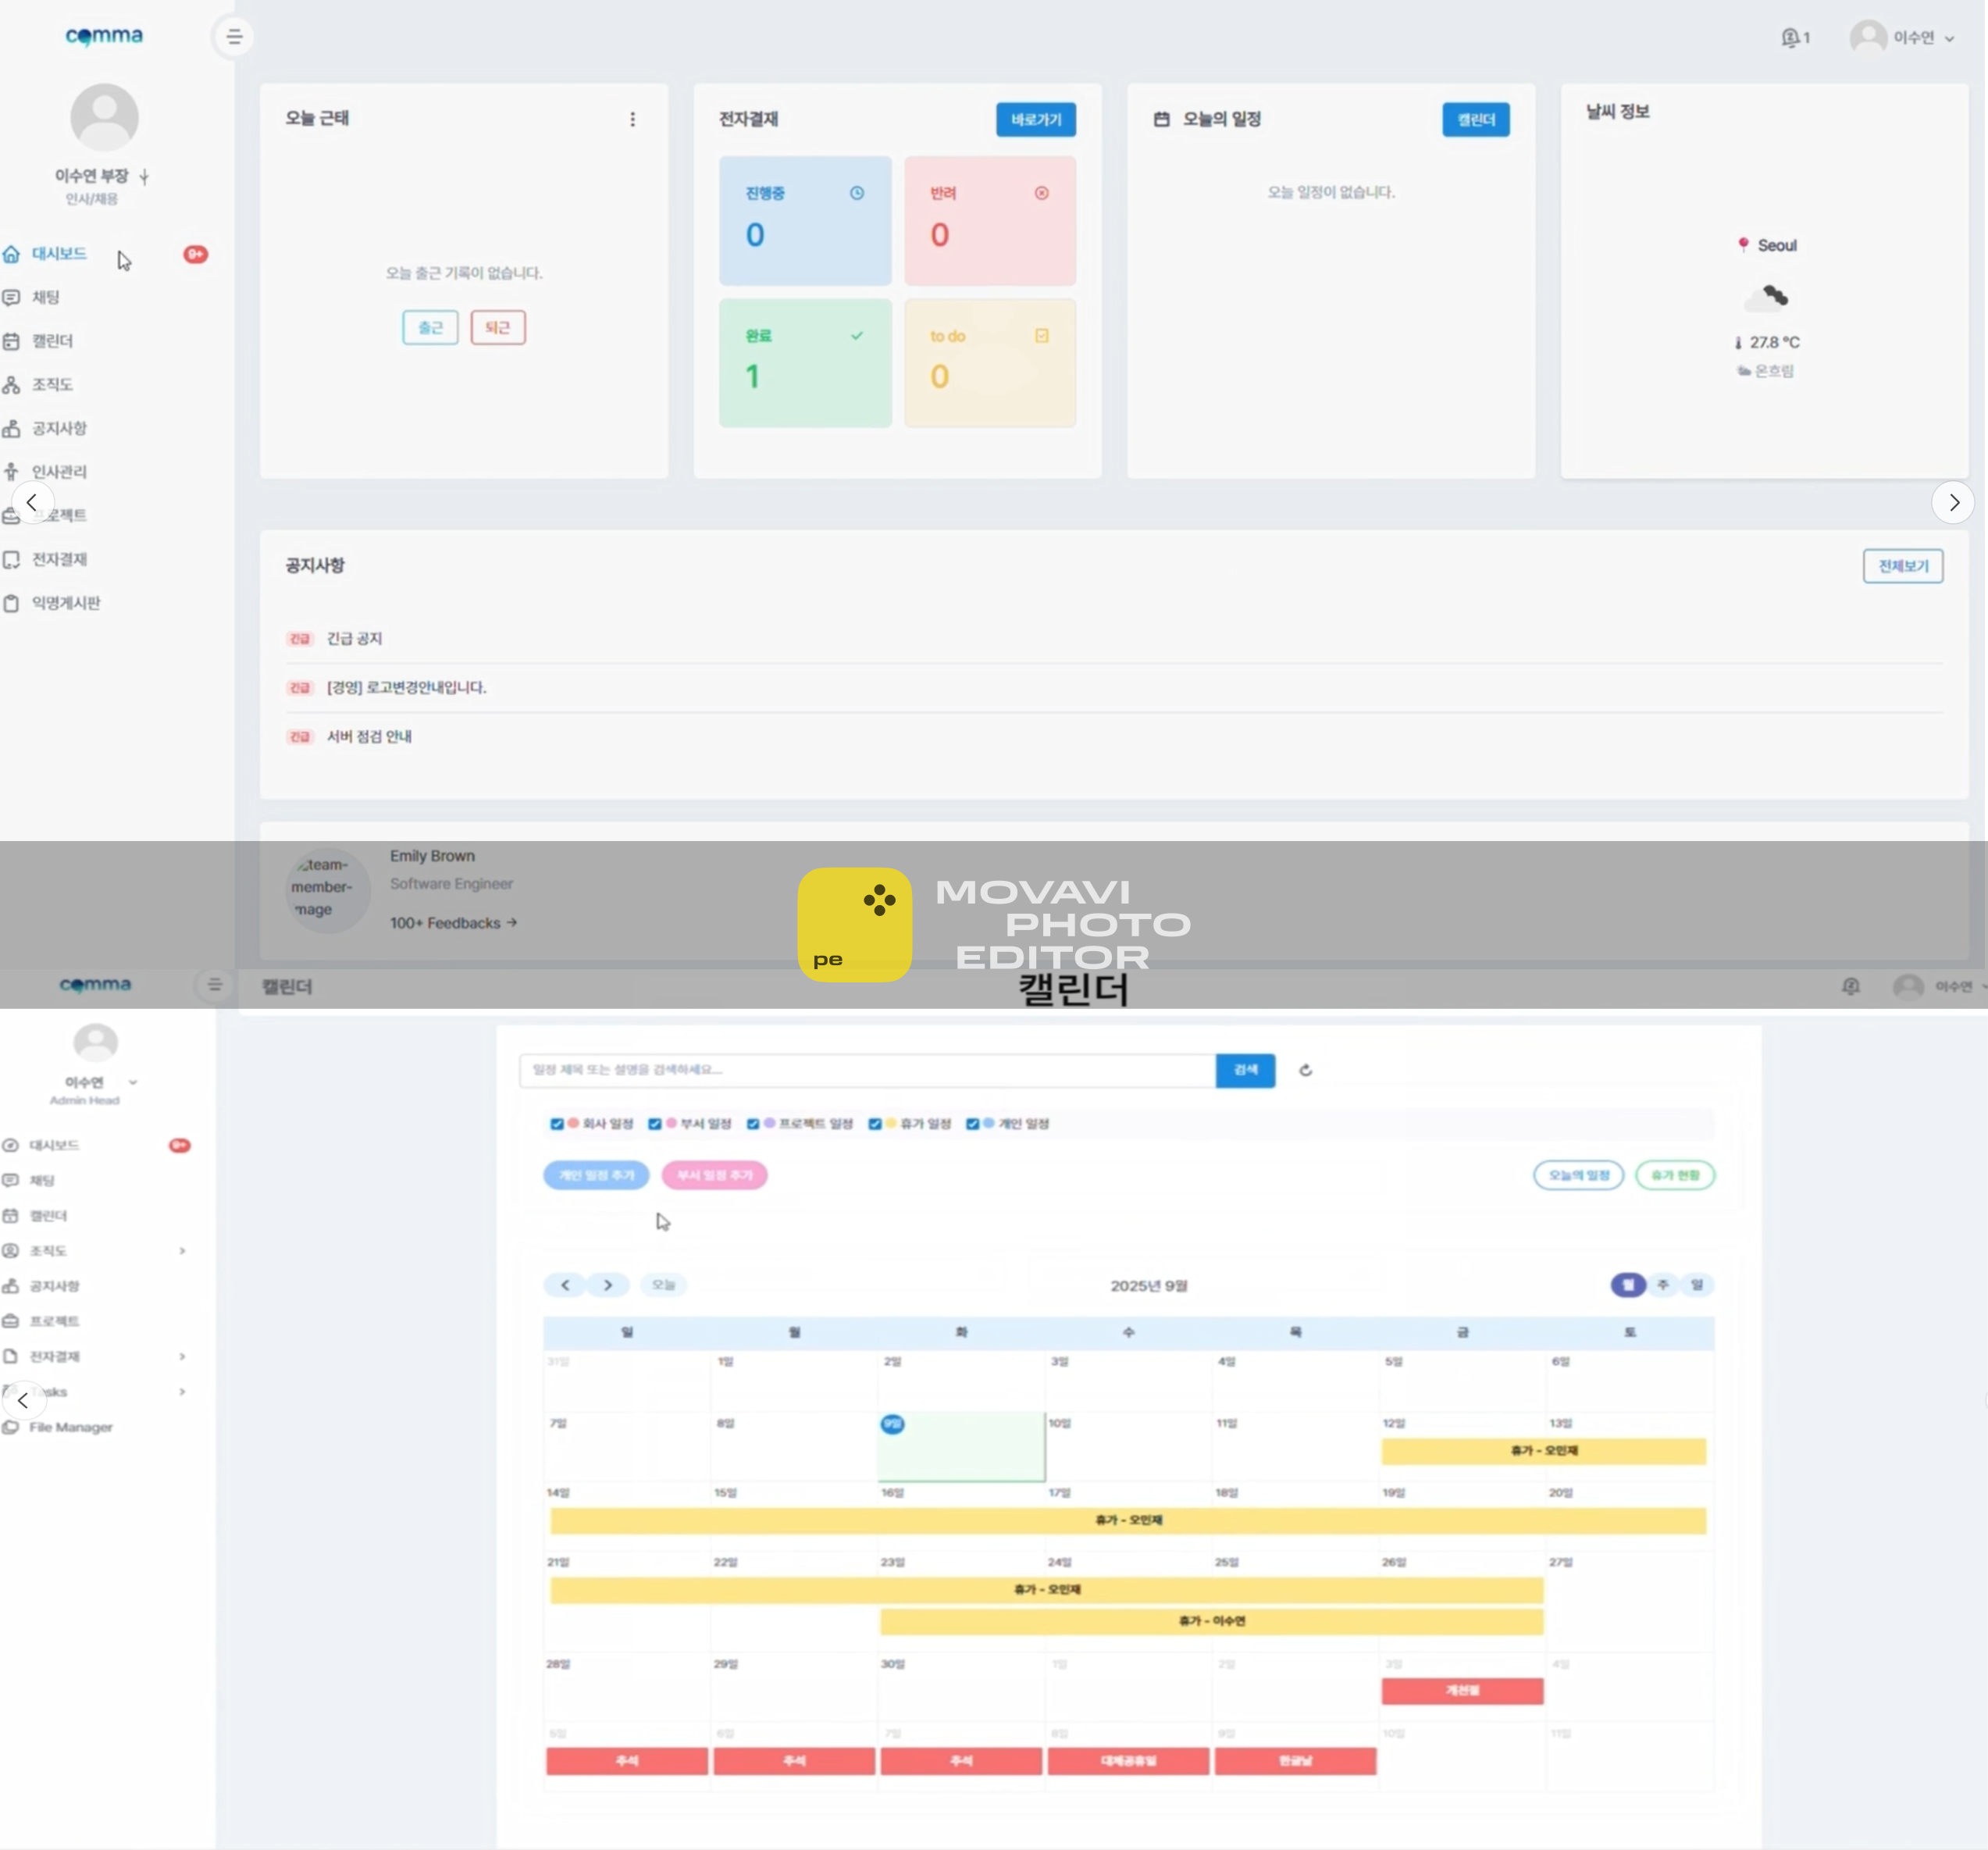 comma
1
이수연
이수연 부장
인사/채용
대시보드
9+
채팅
캘린더
조직도
공지사항
인사관리
프로젝트
전자결재
익명게시판
오늘 근태
오늘 출근 기록이 없습니다.
출근
퇴근
전자결재
바로가기
진행중
0
반려
0
완료
1
to do
0
오늘의 일정
캘린더
오늘 일정이 없습니다.
날씨 정보
Seoul
27.8 °C
온흐림
공지사항
전체보기
긴급 긴급 공지
긴급 [경영] 로고변경안내입니다.
긴급 서버 점검 안내
team-
member-
mage
Emily Brown
Software Engineer
100+ Feedbacks →
pe
MOVAVI
PHOTO
EDITOR
comma
캘린더
캘린더
이수연
이수연
Admin Head
대시보드
9+
채팅
캘린더
조직도
공지사항
프로젝트
전자결재
Tasks
File Manager
일정 제목 또는 설명을 검색하세요...
검색
회사 일정 부서 일정 프로젝트 일정 휴가 일정 개인 일정
개인 일정 추가 부서 일정 추가
오늘의 일정 휴가 현황
오늘
2025년 9월
월 주 일
일 월 화 수 목 금 토
31일 1일 2일 3일 4일 5일 6일
7일 8일 9일 10일 11일 12일 13일
휴가 - 오민재
14일 15일 16일 17일 18일 19일 20일
휴가 - 오민재
21일 22일 23일 24일 25일 26일 27일
휴가 - 오민재
휴가 - 이수연
28일 29일 30일 1일 2일 3일 4일
개천절
5일 6일 7일 8일 9일 10일 11일
추석 추석 추석 대체공휴일 한글날